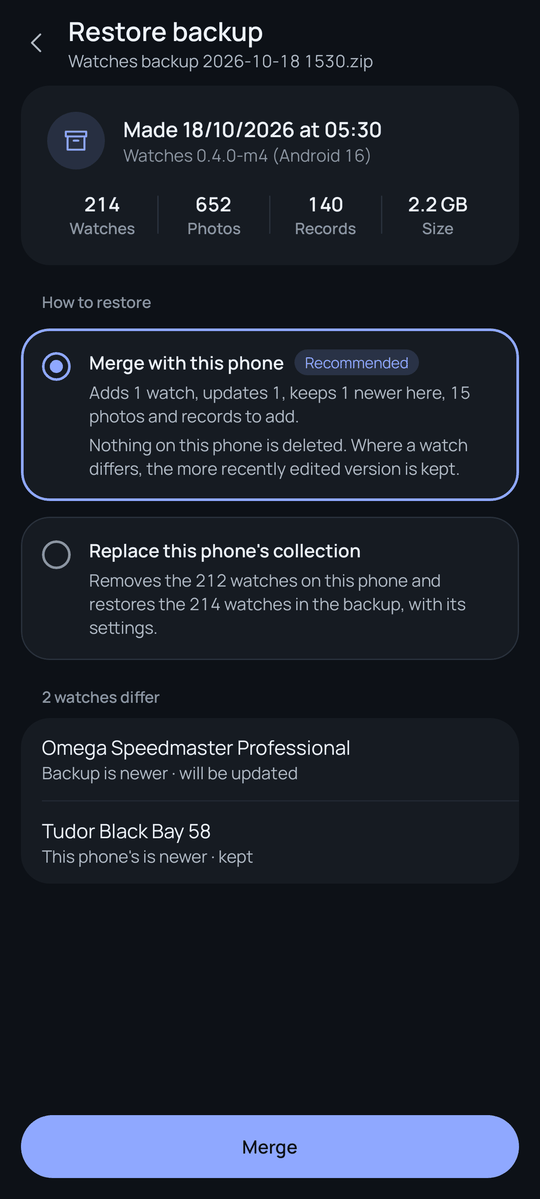 Restore backup
Watches backup 2026-10-18 1530.zip
Made 18/10/2026 at 05:30
Watches 0.4.0-m4 (Android 16)
214
Watches
652
Photos
140
Records
2.2 GB
Size
How to restore
Merge with this phone
Recommended
Adds 1 watch, updates 1, keeps 1 newer here, 15
photos and records to add.
Nothing on this phone is deleted. Where a watch
differs, the more recently edited version is kept.
Replace this phone's collection
Removes the 212 watches on this phone and
restores the 214 watches in the backup, with its
settings.
2 watches differ
Omega Speedmaster Professional
Backup is newer · will be updated
Tudor Black Bay 58
This phone's is newer · kept
Merge